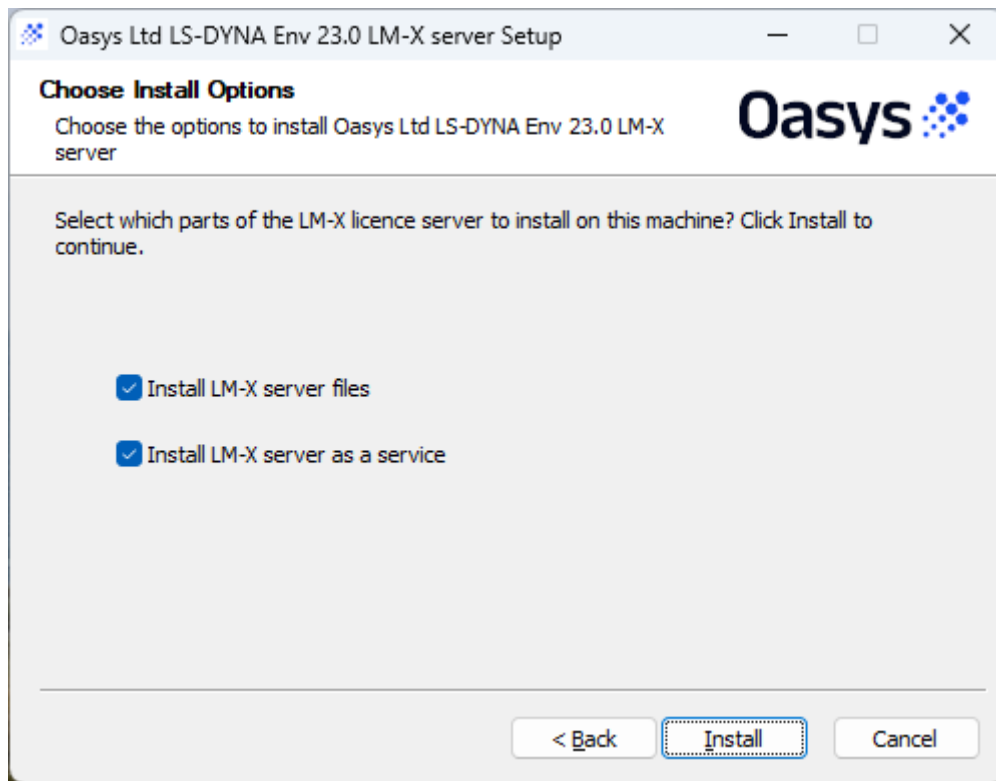 Oasys Ltd LS-DYNA Env 23.0 LM-X server Setup
Choose Install Options
Choose the options to install Oasys Ltd LS-DYNA Env 23.0 LM-X
server
Oasys
Select which parts of the LM-X licence server to install on this machine? Click Install to
continue.
Install LM-X server files
Install LM-X server as a service
< Back
Install
Cancel